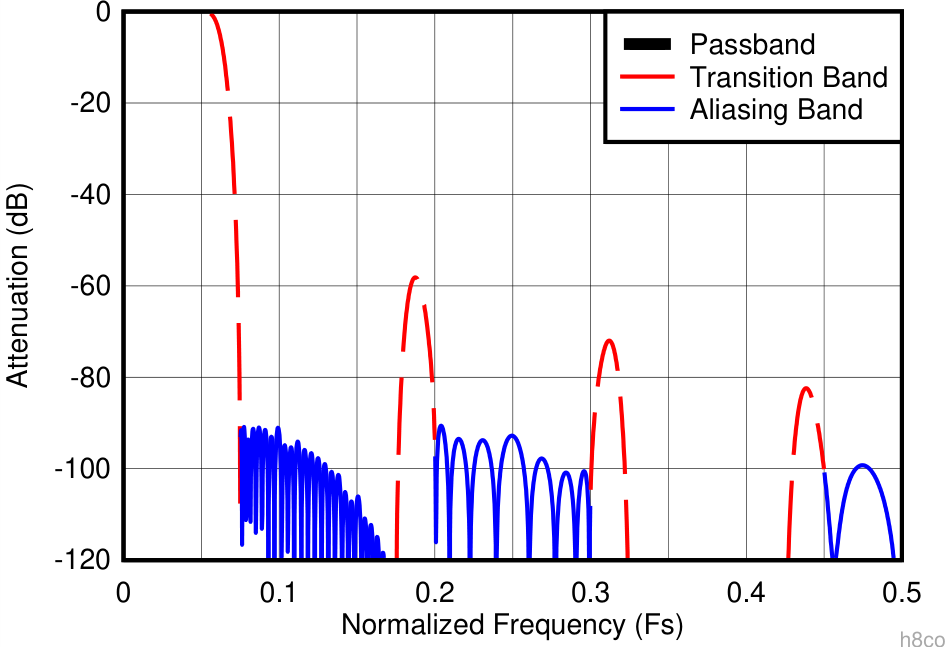 0
-20
-40
-60
-80
-100
-120
Attenuation (dB)
Passband
Transition Band
Aliasing Band
0 0.1 0.2 0.3 0.4 0.5
Normalized Frequency (Fs)
h8co